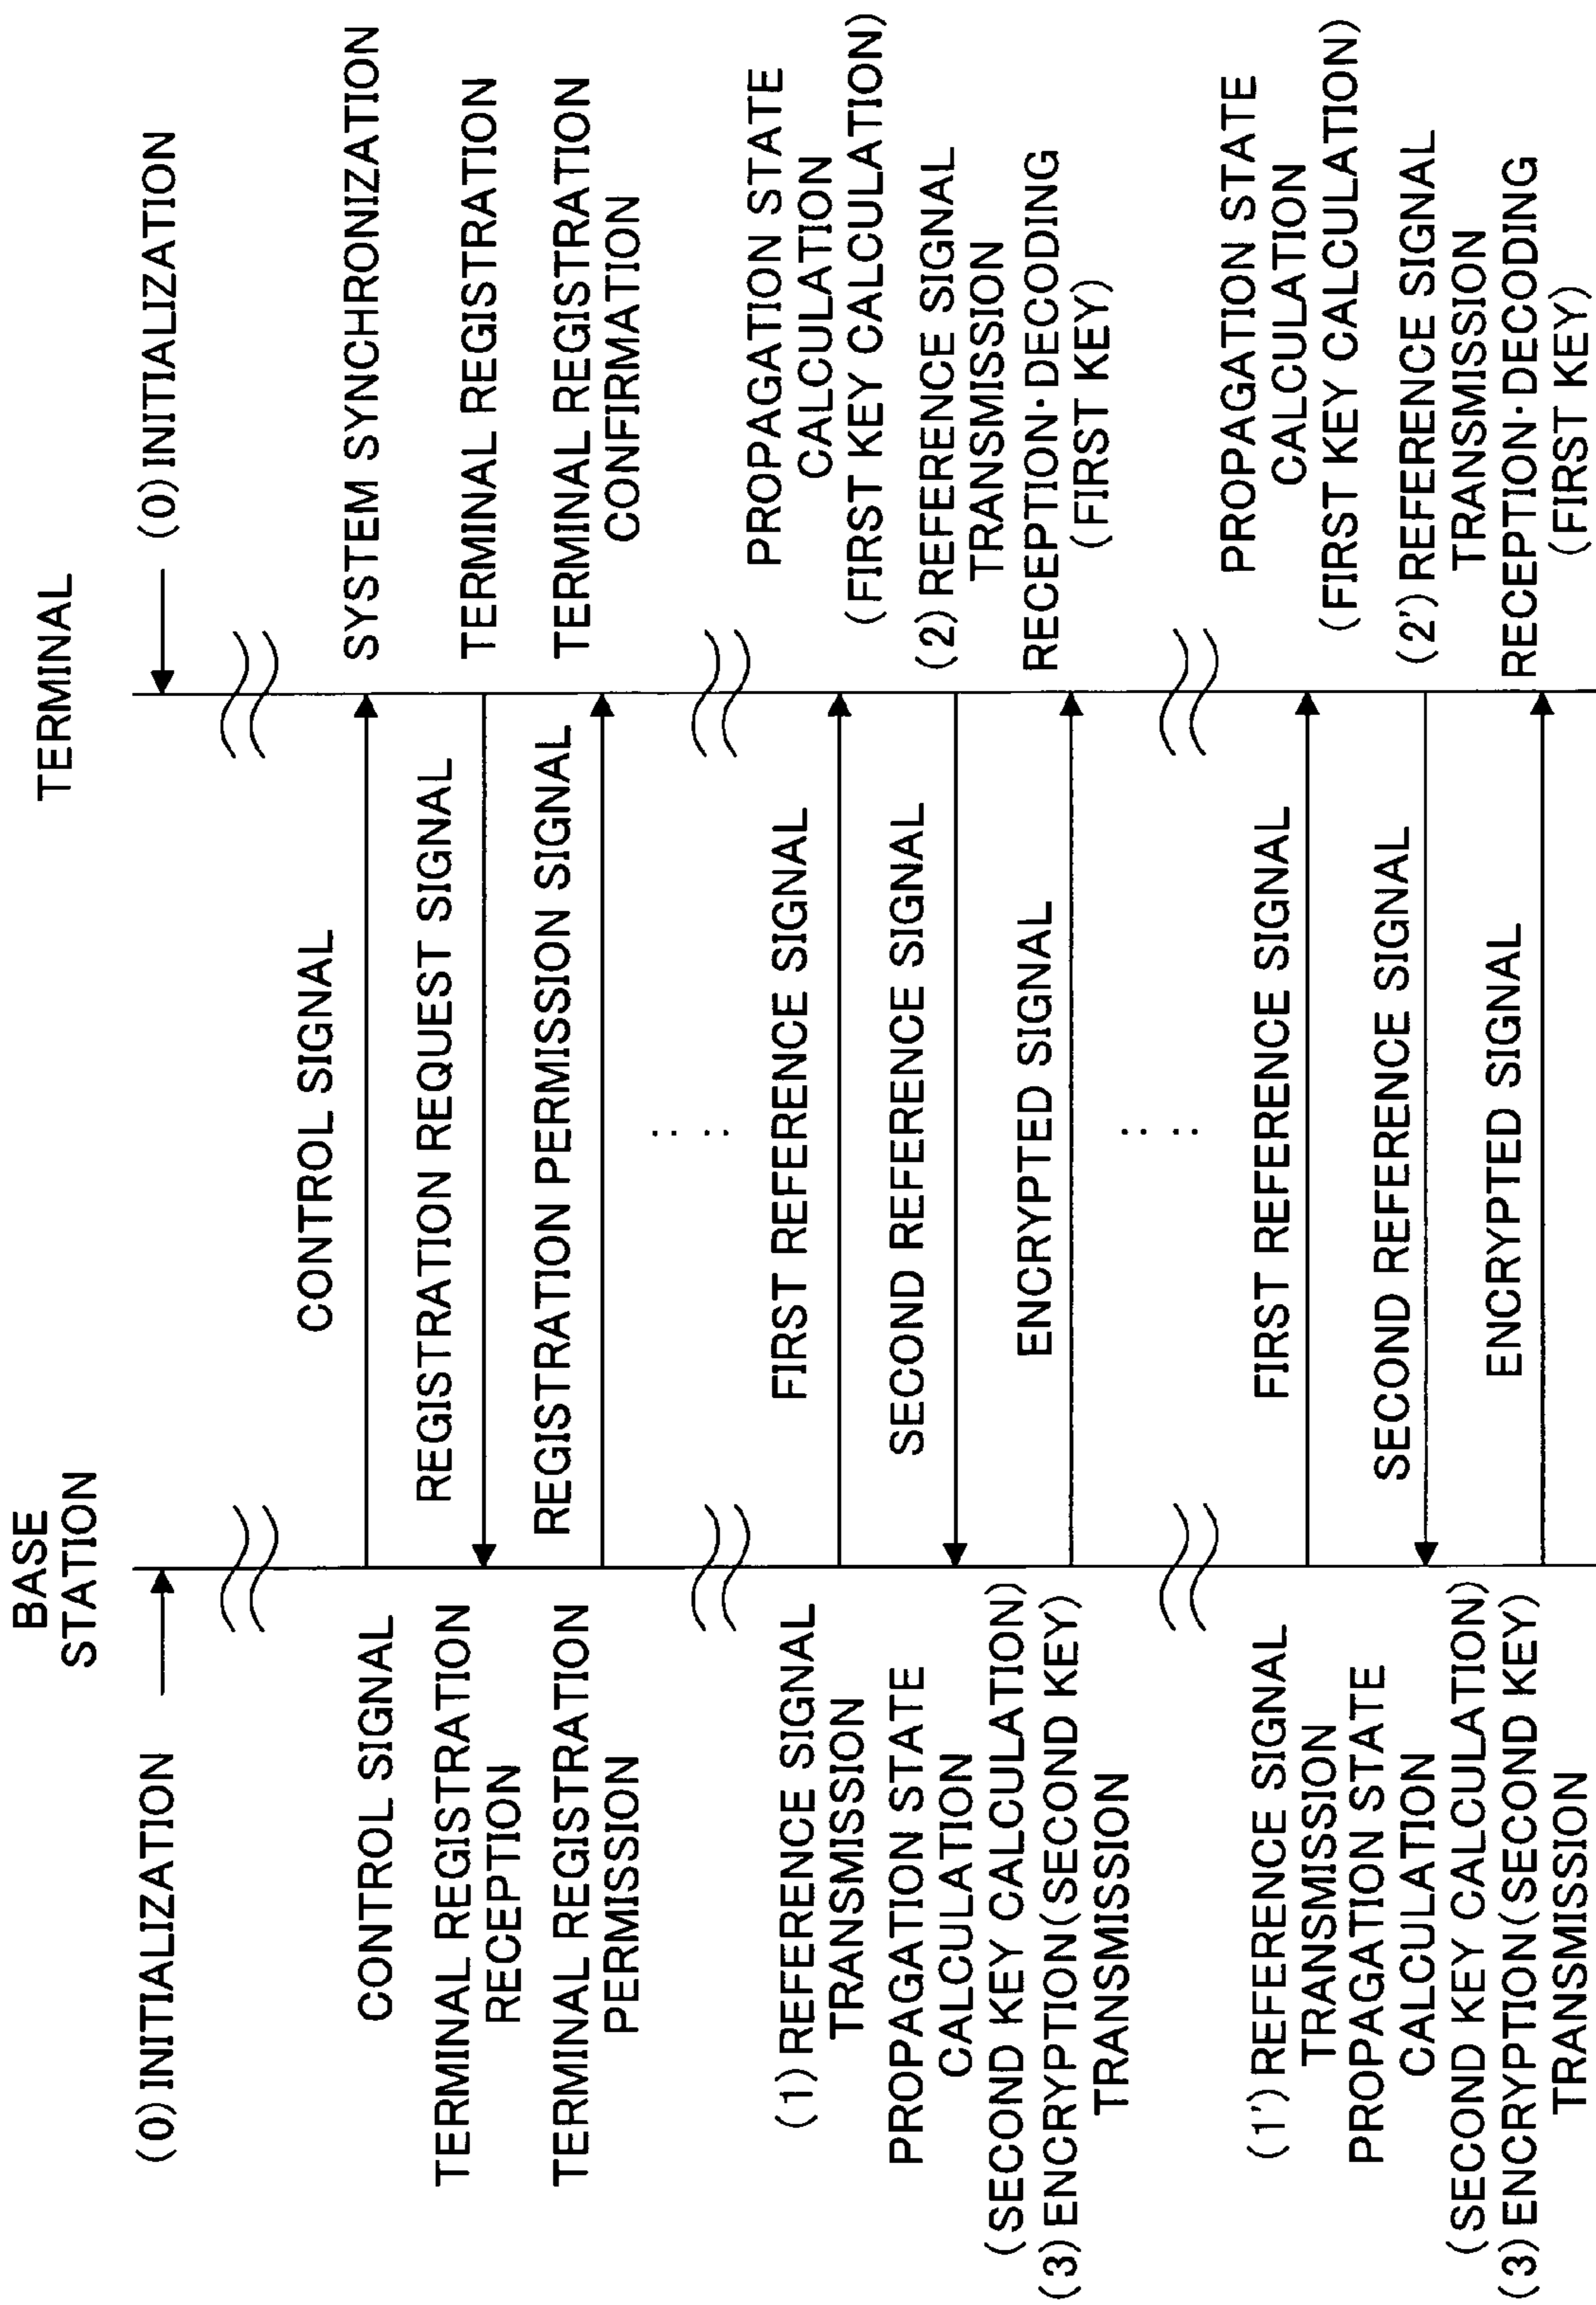 BASE
STATION
TERMINAL
(0) INITIALIZATION
(0) INITIALIZATION
CONTROL SIGNAL
CONTROL SIGNAL
SYSTEM SYNCHRONIZATION
TERMINAL REGISTRATION
RECEPTION
REGISTRATION REQUEST SIGNAL
TERMINAL REGISTRATION
TERMINAL REGISTRATION
PERMISSION
REGISTRATION PERMISSION SIGNAL
TERMINAL REGISTRATION
CONFIRMATION
(1) REFERENCE SIGNAL
TRANSMISSION
FIRST REFERENCE SIGNAL
PROPAGATION STATE
CALCULATION
(FIRST KEY CALCULATION)
PROPAGATION STATE
CALCULATION
(SECOND KEY CALCULATION)
SECOND REFERENCE SIGNAL
(2) REFERENCE SIGNAL
TRANSMISSION
(3) ENCRYPTION(SECOND KEY)
TRANSMISSION
ENCRYPTED SIGNAL
RECEPTION·DECODING
(FIRST KEY)
(1') REFERENCE SIGNAL
TRANSMISSION
FIRST REFERENCE SIGNAL
PROPAGATION STATE
CALCULATION
(FIRST KEY CALCULATION)
PROPAGATION STATE
CALCULATION
(SECOND KEY CALCULATION)
SECOND REFERENCE SIGNAL
(2') REFERENCE SIGNAL
TRANSMISSION
(3) ENCRYPTION(SECOND KEY)
TRANSMISSION
ENCRYPTED SIGNAL
RECEPTION·DECODING
(FIRST KEY)